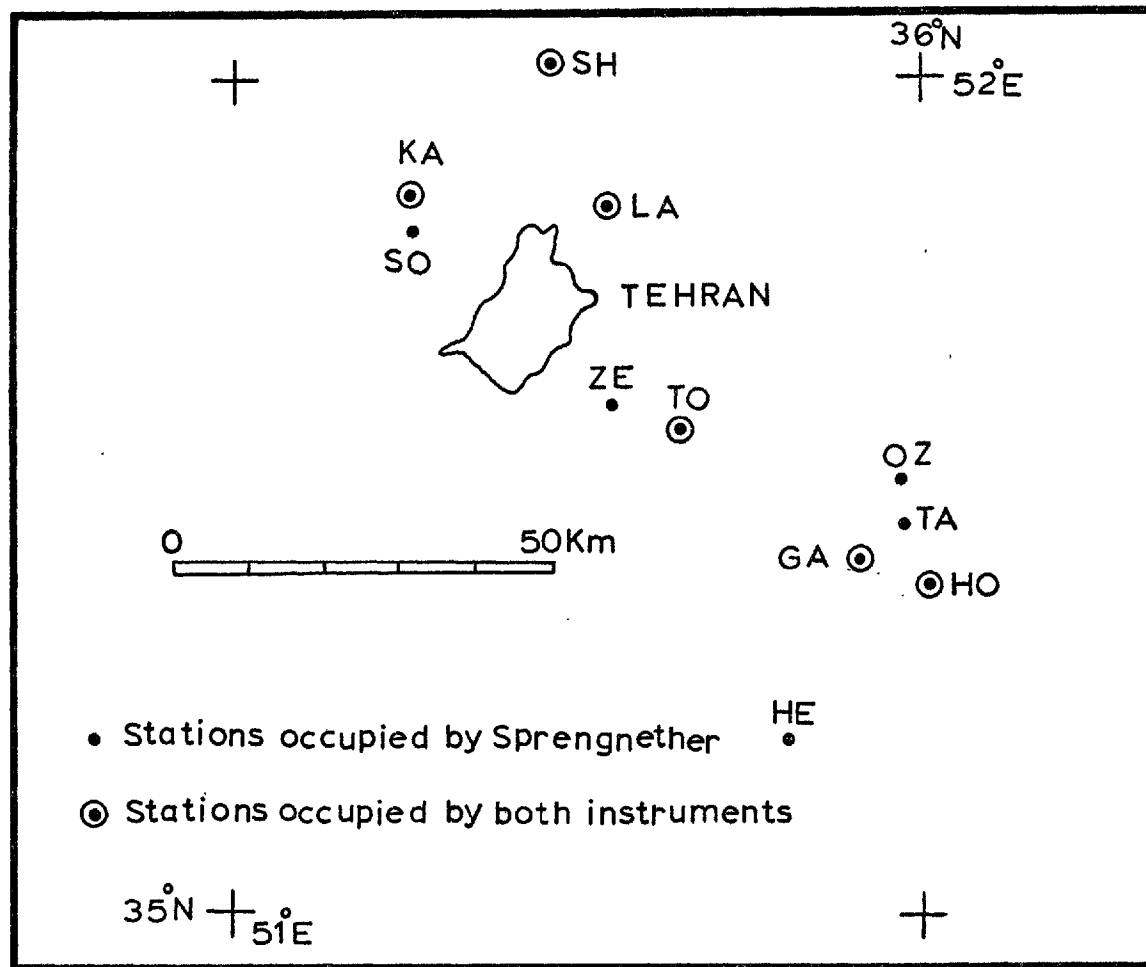 36°N
52°E
SH
KA
LA
SO
TEHRAN
ZE
TO
OZ
TA
0 50Km
GA
HO
HE
• Stations occupied by Sprengnether
Stations occupied by both instruments
35°N
51°E